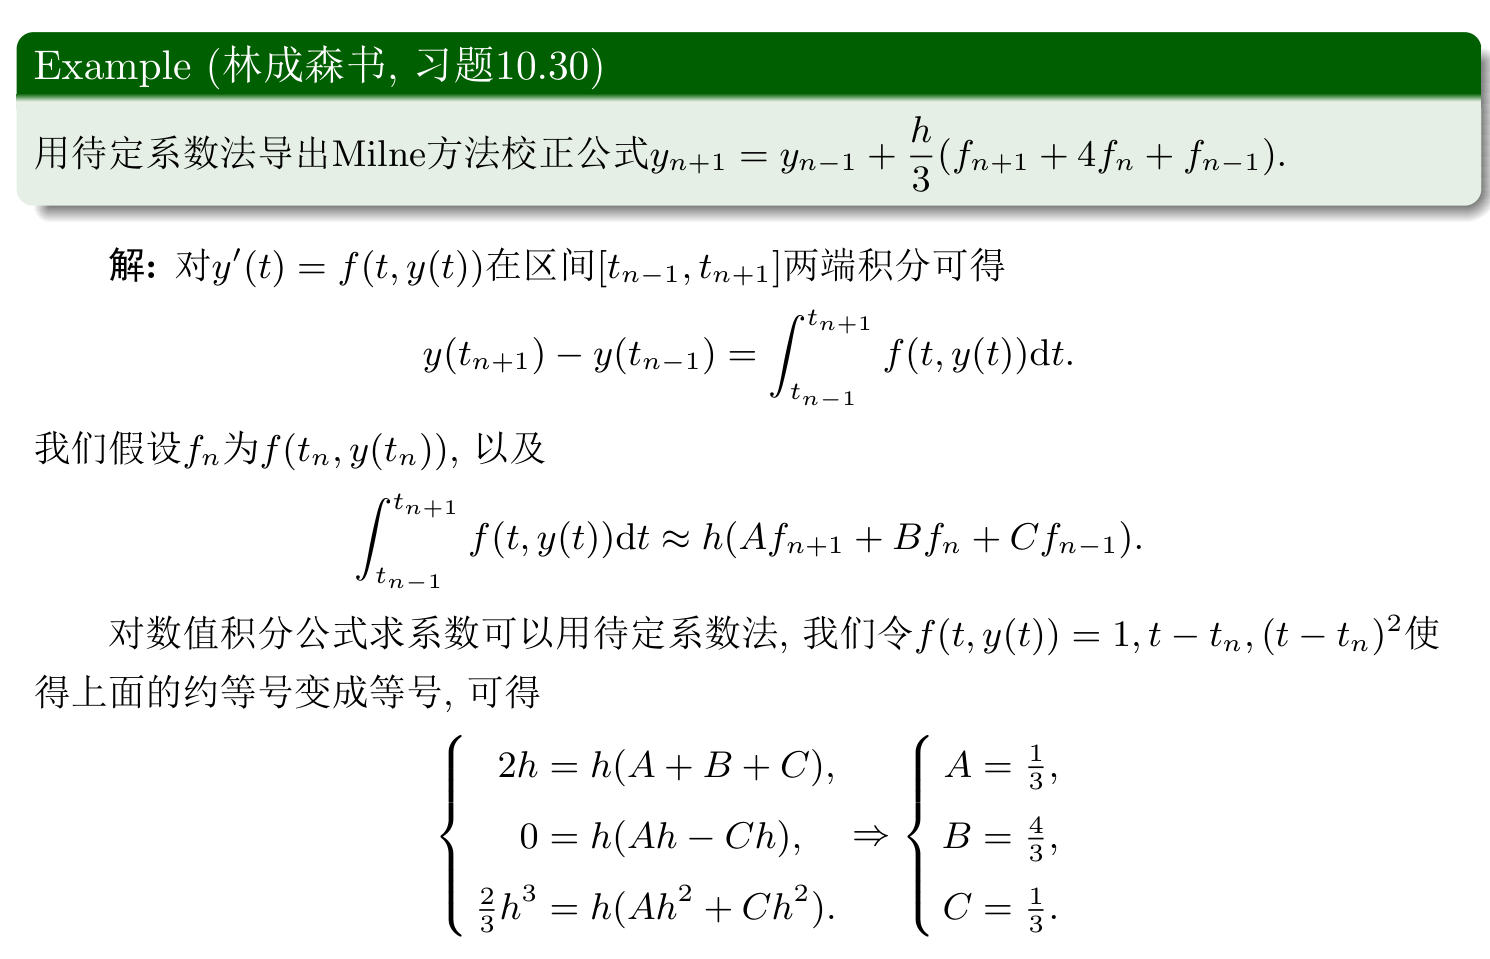 Example (林成森书, 习题10.30)
用待定系数法导出Milne方法校正公式$y_{n+1} = y_{n-1} + \dfrac{h}{3}(f_{n+1} + 4f_n + f_{n-1})$.
解: 对$y'(t) = f(t, y(t))$在区间$[t_{n-1}, t_{n+1}]$两端积分可得
$y(t_{n+1}) - y(t_{n-1}) = \int_{t_{n-1}}^{t_{n+1}} f(t, y(t))\mathrm{d}t.$
我们假设$f_n$为$f(t_n, y(t_n))$, 以及
$\int_{t_{n-1}}^{t_{n+1}} f(t, y(t))\mathrm{d}t \approx h(Af_{n+1} + Bf_n + Cf_{n-1}).$
对数值积分公式求系数可以用待定系数法, 我们令$f(t, y(t)) = 1, t - t_n, (t - t_n)^2$使
得上面的约等号变成等号, 可得
$\begin{cases} 2h = h(A + B + C), \\ 0 = h(Ah - Ch), \\ \frac{2}{3}h^3 = h(Ah^2 + Ch^2). \end{cases} \Rightarrow \begin{cases} A = \frac{1}{3}, \\ B = \frac{4}{3}, \\ C = \frac{1}{3}. \end{cases}$